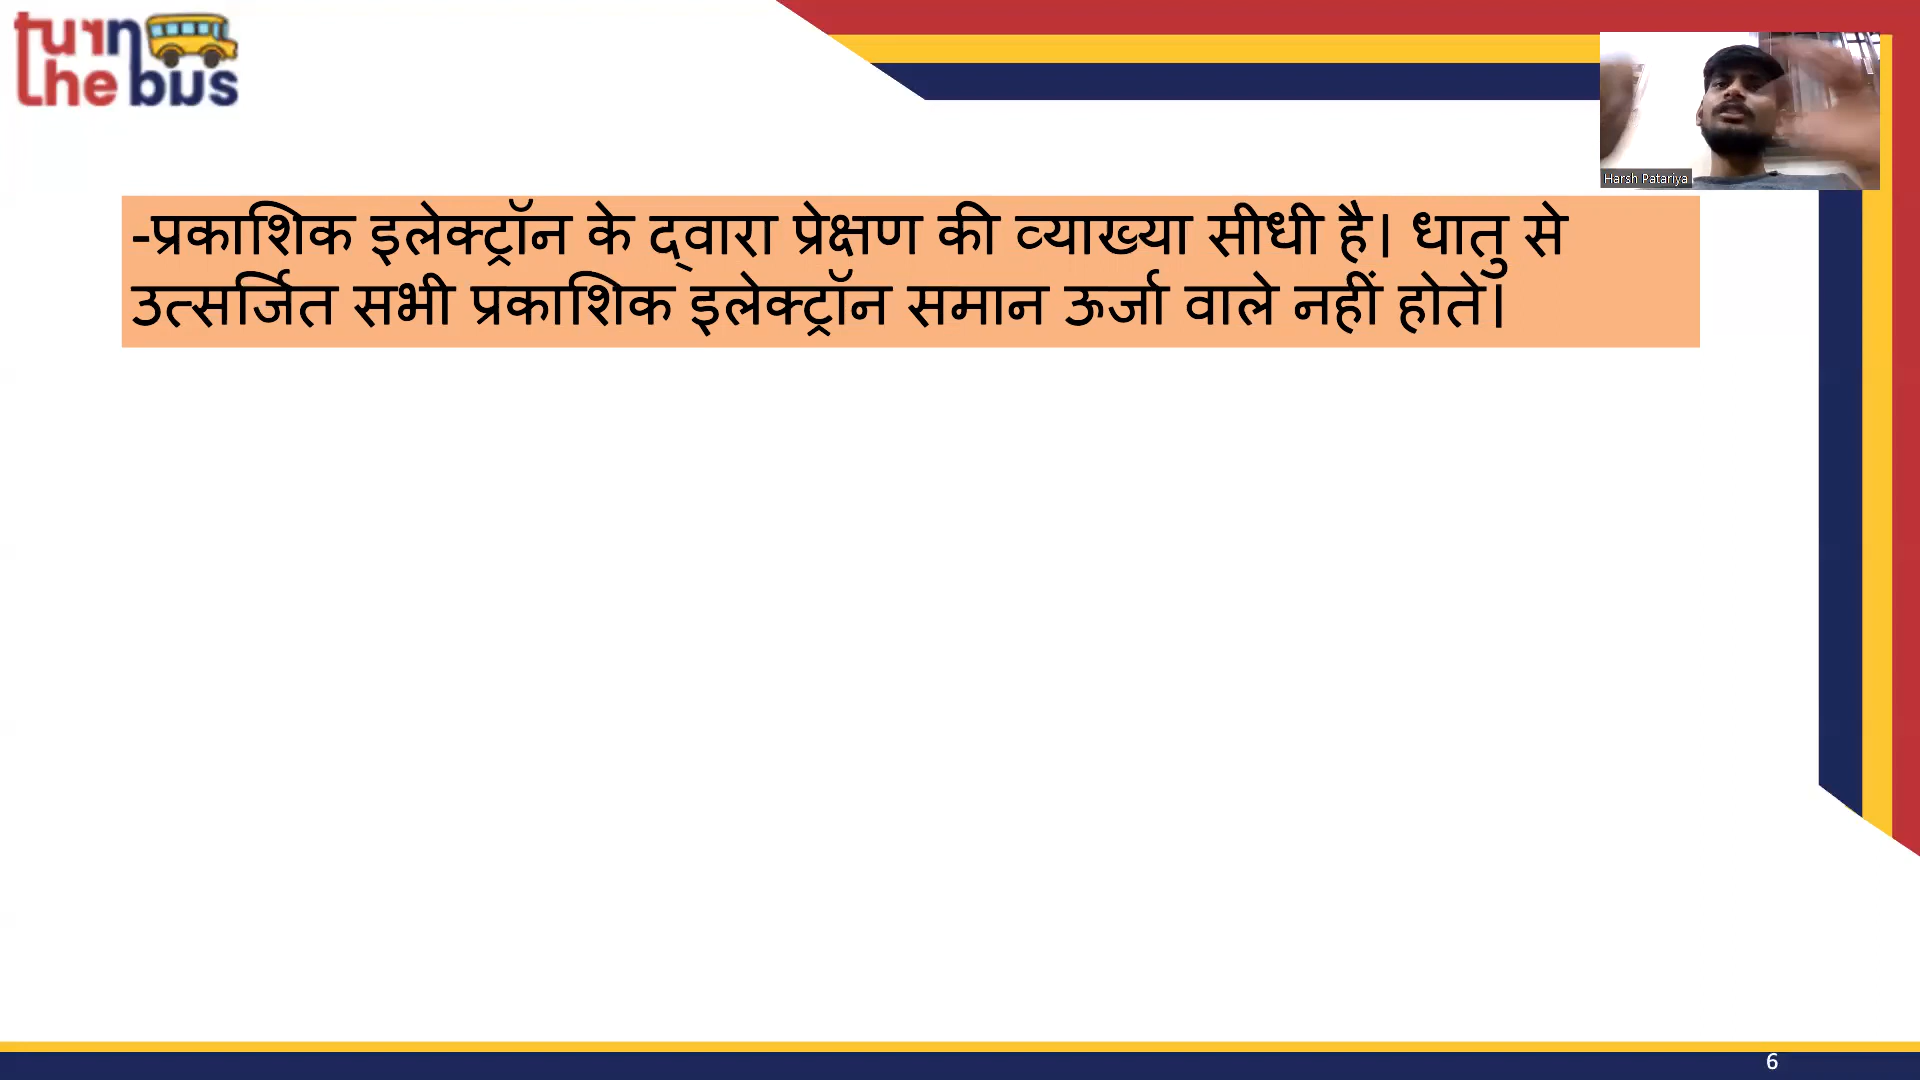 turn
the bus
Harsh Patariya
-प्रकाशिक इलेक्ट्रॉन के द्वारा प्रेक्षण की व्याख्या सीधी है। धातु से
उत्सर्जित सभी प्रकाशिक इलेक्ट्रॉन समान ऊर्जा वाले नहीं होते।
6